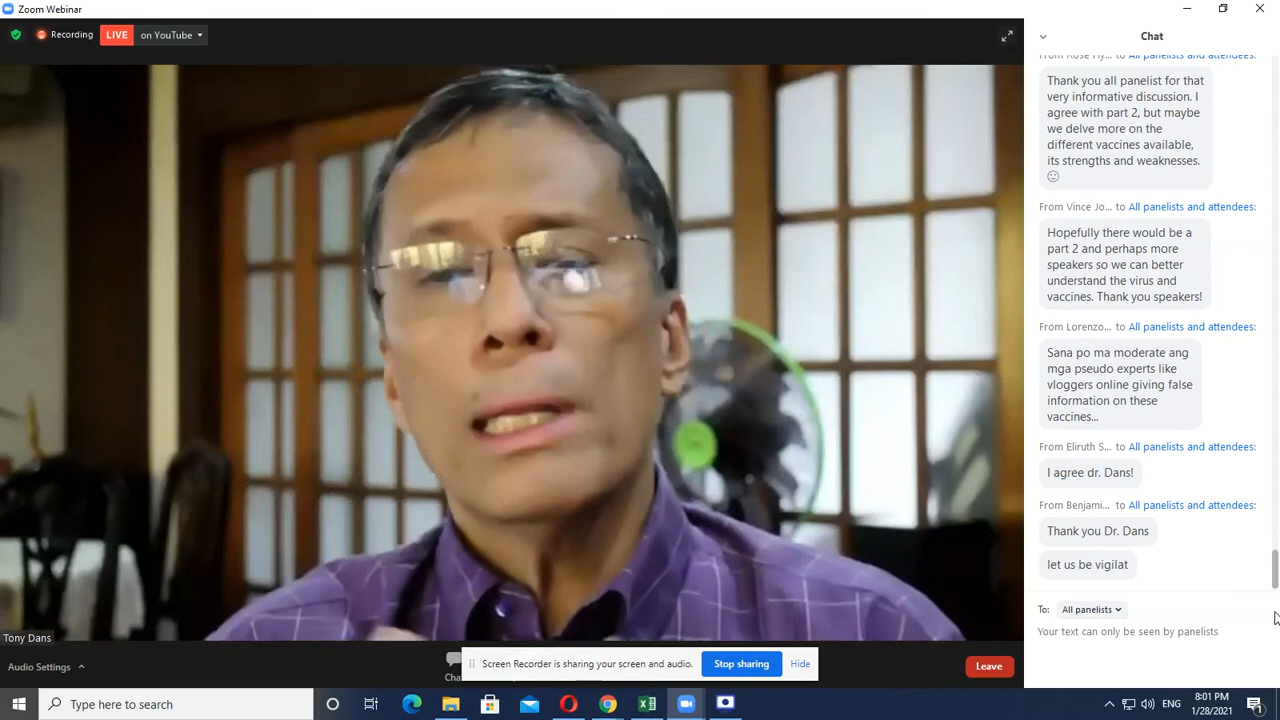 Zoom Webinar
Recording
LIVE
on YouTube
Chat
to All panelists and attendees:
Thank you all panelist for that
very informative discussion. I
agree with part 2, but maybe
we delve more on the
different vaccines available,
its strengths and weaknesses.
From Vince Jo... to All panelists and attendees:
Hopefully there would be a
part 2 and perhaps more
speakers so we can better
understand the virus and
vaccines. Thank you speakers!
From Lorenzo... to All panelists and attendees:
Sana po ma moderate ang
mga pseudo experts like
vloggers online giving false
information on these
vaccines...
From Eliruth S... to All panelists and attendees:
I agree dr. Dans!
From Benjami... to All panelists and attendees:
Thank you Dr. Dans
let us be vigilat
To: All panelists
Your text can only be seen by panelists
Tony Dans
Audio Settings
Screen Recorder is sharing your screen and audio.
Stop sharing
Hide
Leave
Type here to search
ENG
8:01 PM
1/28/2021
1